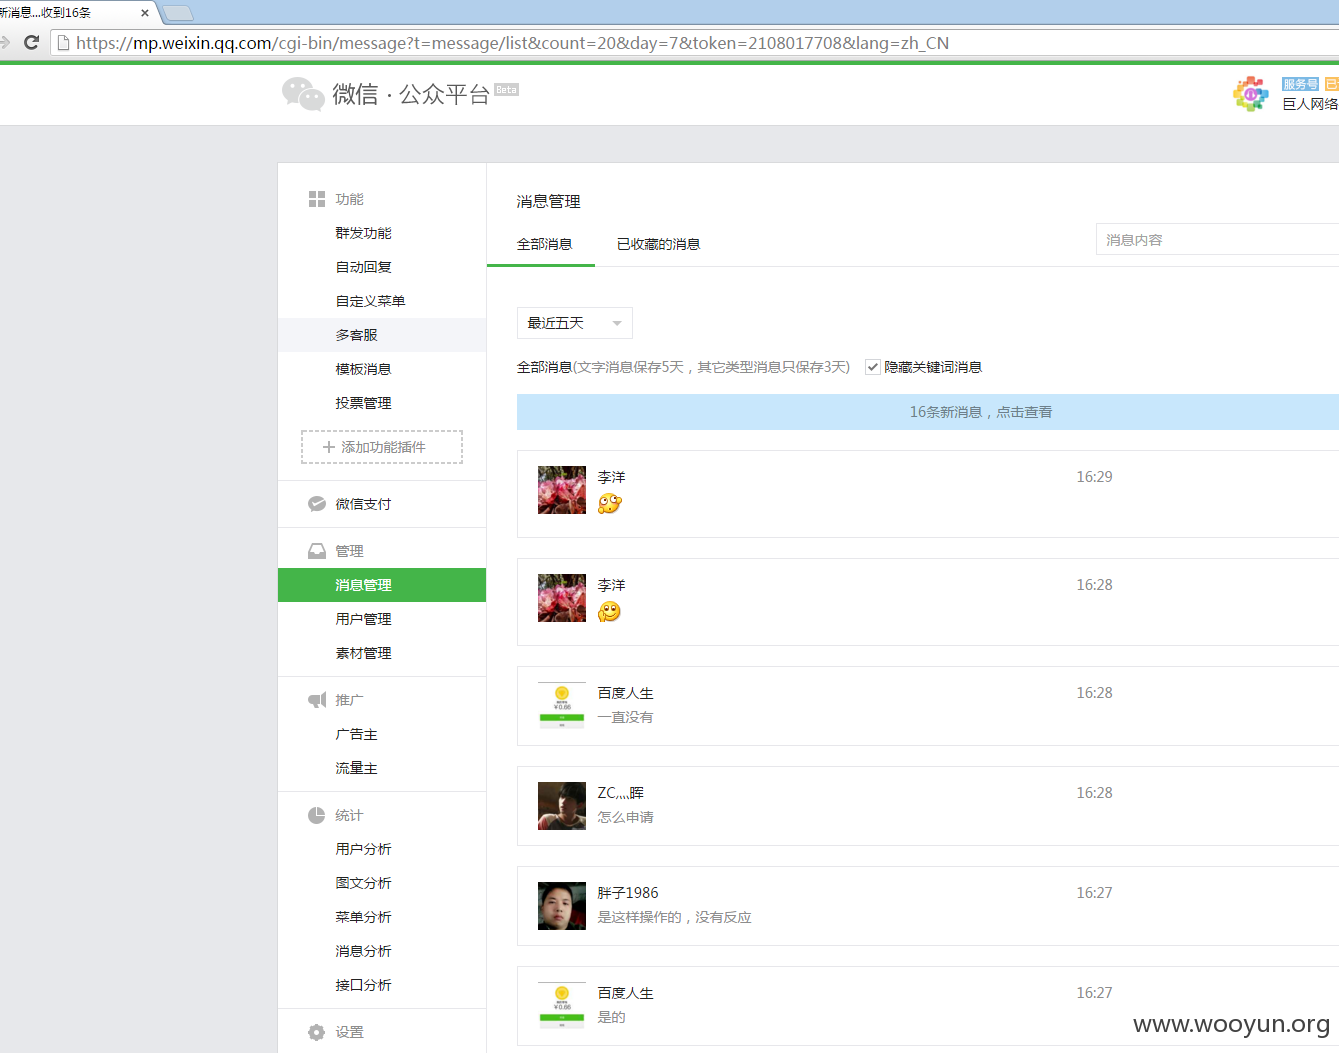 新消息...收到16条
https://mp.weixin.qq.com/cgi-bin/message?t=message/list&count=20&day=7&token=2108017708&lang=zh_CN
微信·公众平台 Beta
服务号
巨人网络
功能
群发功能
自动回复
自定义菜单
多客服
模板消息
投票管理
添加功能插件
微信支付
管理
消息管理
用户管理
素材管理
推广
广告主
流量主
统计
用户分析
图文分析
菜单分析
消息分析
接口分析
设置
消息管理
全部消息 已收藏的消息
消息内容
最近五天
全部消息(文字消息保存5天，其它类型消息只保存3天) 隐藏关键词消息
16条新消息，点击查看
李洋 16:29
李洋 16:28
百度人生 16:28
一直没有
ZC灬晖 16:28
怎么申请
胖子1986 16:27
是这样操作的，没有反应
百度人生 16:27
是的
www.wooyun.org